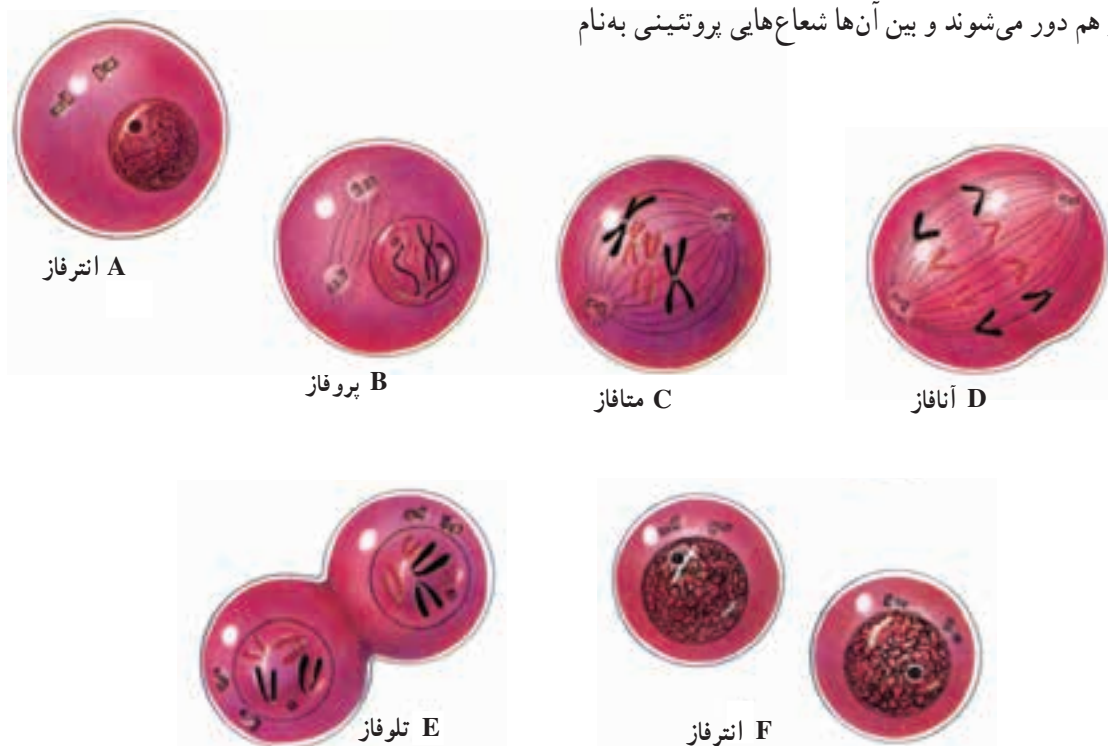 هم دور می‌شوند و بین آن‌ها شعاع‌هایی پروتئینی به‌نام
A انترفاز
B پروفاز
C متافاز
D آنافاز
E تلوفاز
F انترفاز